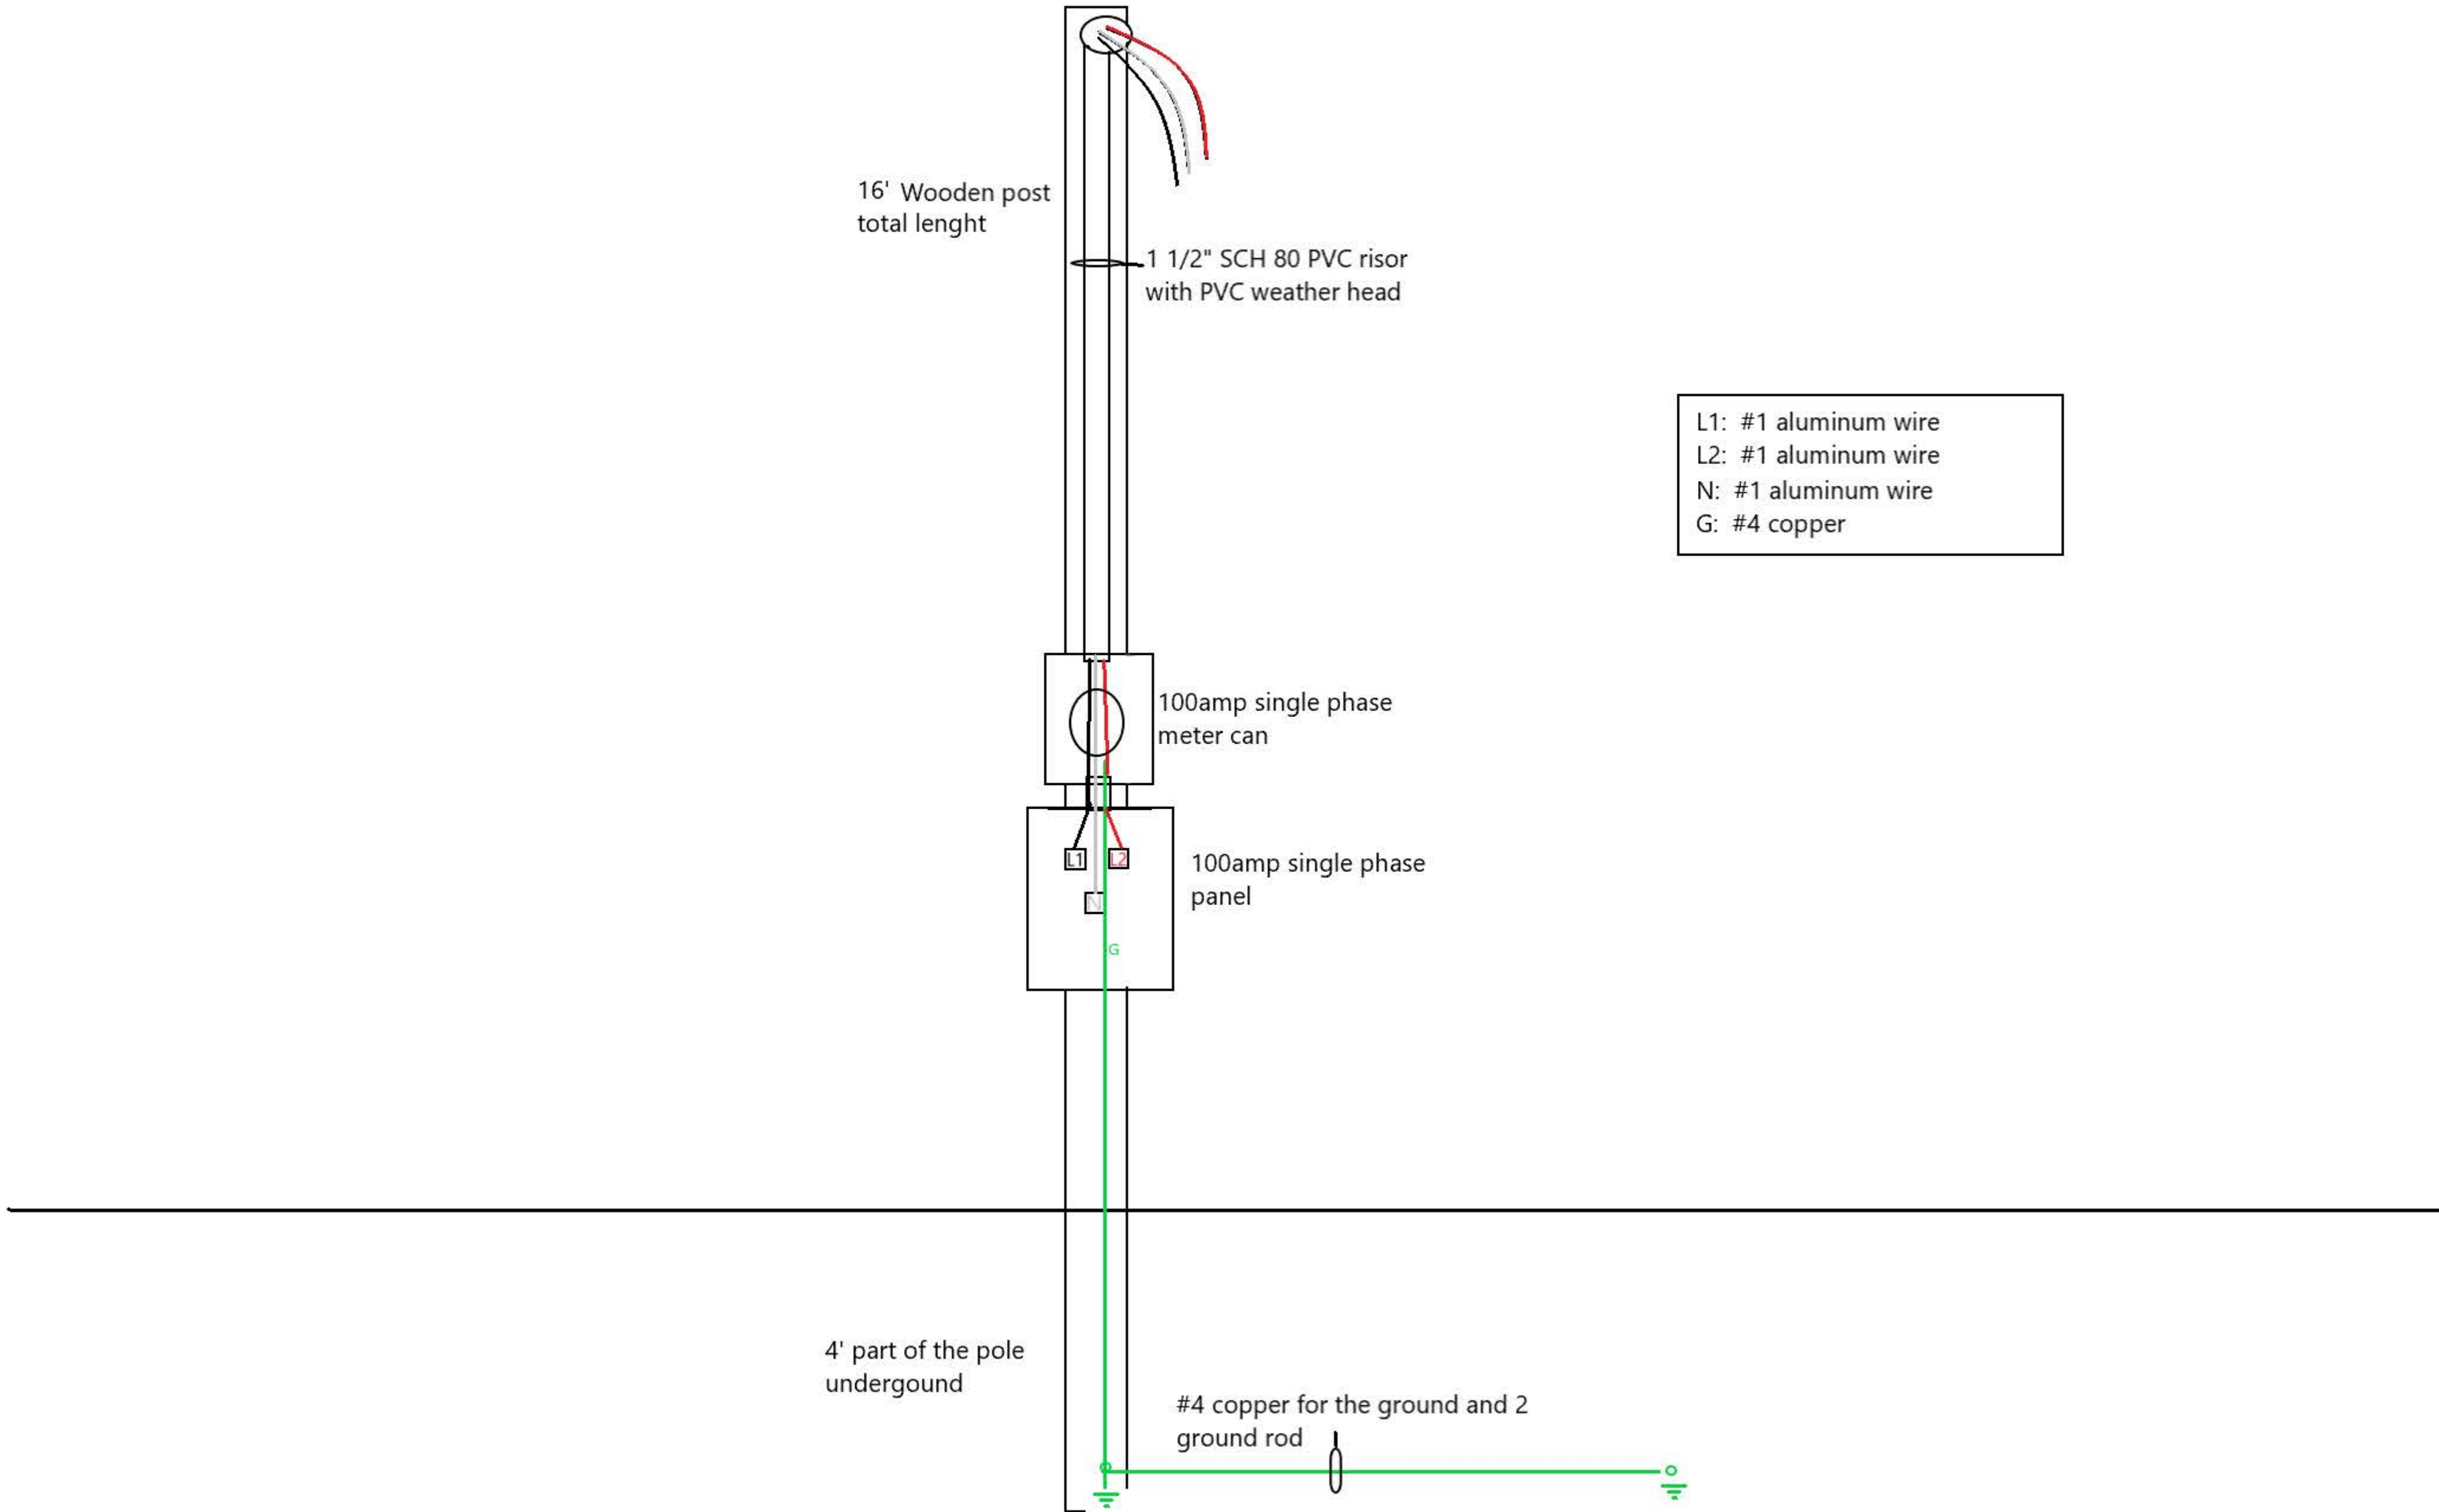 16' Wooden post
total lenght
1 1/2" SCH 80 PVC risor
with PVC weather head
L1: #1 aluminum wire
L2: #1 aluminum wire
N: #1 aluminum wire
G: #4 copper
100amp single phase
meter can
L1
L2
100amp single phase
panel
N
G
4' part of the pole
undergound
#4 copper for the ground and 2
ground rod